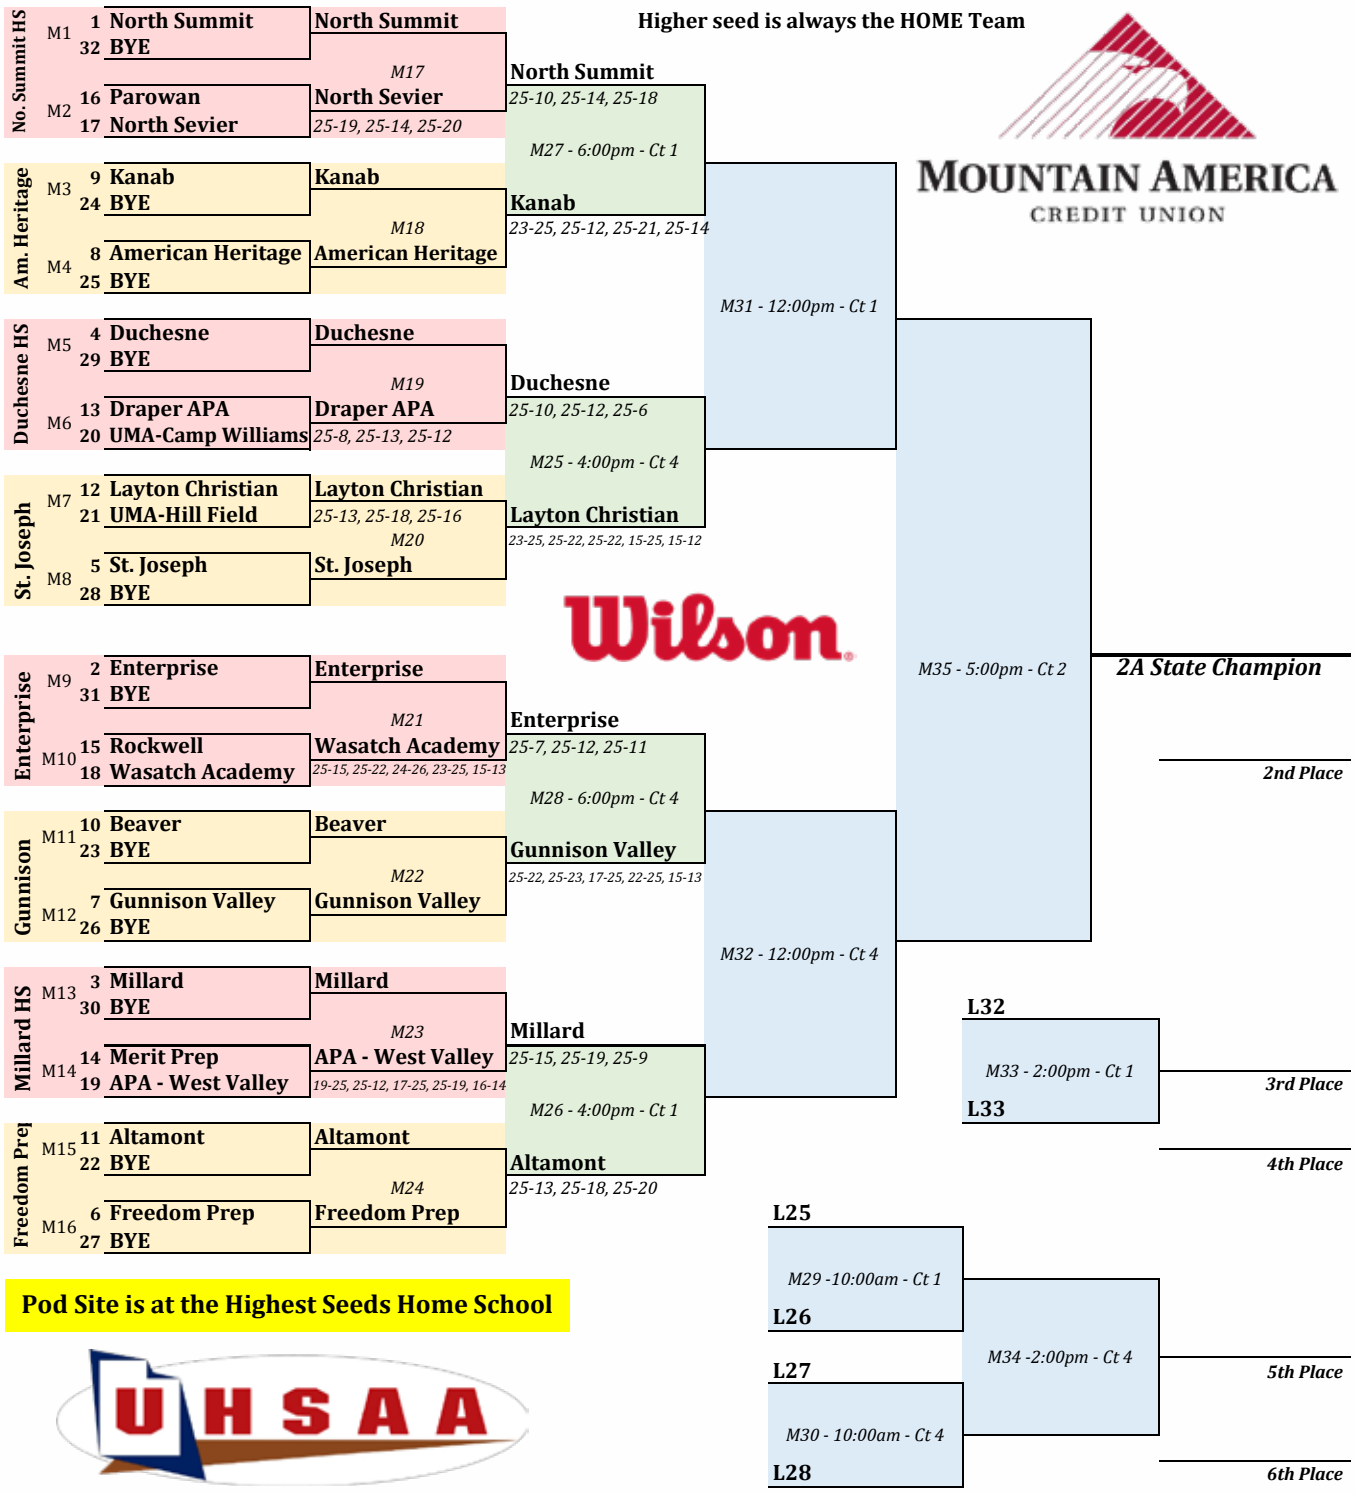 Higher seed is always the HOME Team
MOUNTAIN AMERICA
CREDIT UNION
No. Summit HS
M1
1 North Summit
32 BYE
North Summit
M17
M2
16 Parowan
17 North Sevier
North Sevier
25-19, 25-14, 25-20
North Summit
25-10, 25-14, 25-18
M27 - 6:00pm - Ct 1
Am. Heritage
M3
9 Kanab
24 BYE
Kanab
M18
M4
8 American Heritage
25 BYE
American Heritage
Kanab
23-25, 25-12, 25-21, 25-14
M31 - 12:00pm - Ct 1
Duchesne HS
M5
4 Duchesne
29 BYE
Duchesne
M19
M6
13 Draper APA
20 UMA-Camp Williams
Draper APA
25-8, 25-13, 25-12
Duchesne
25-10, 25-12, 25-6
M25 - 4:00pm - Ct 4
St. Joseph
M7
12 Layton Christian
21 UMA-Hill Field
Layton Christian
25-13, 25-18, 25-16
M20
M8
5 St. Joseph
28 BYE
St. Joseph
Layton Christian
23-25, 25-22, 25-22, 15-25, 15-12
Wilson®
M35 - 5:00pm - Ct 2
2A State Champion
2nd Place
Enterprise
M9
2 Enterprise
31 BYE
Enterprise
M21
M10
15 Rockwell
18 Wasatch Academy
Wasatch Academy
25-15, 25-22, 24-26, 23-25, 15-13
Enterprise
25-7, 25-12, 25-11
M28 - 6:00pm - Ct 4
Gunnison
M11
10 Beaver
23 BYE
Beaver
M22
M12
7 Gunnison Valley
26 BYE
Gunnison Valley
Gunnison Valley
25-22, 25-23, 17-25, 22-25, 15-13
M32 - 12:00pm - Ct 4
Millard HS
M13
3 Millard
30 BYE
Millard
M23
M14
14 Merit Prep
19 APA - West Valley
APA - West Valley
19-25, 25-12, 17-25, 25-19, 16-14
Millard
25-15, 25-19, 25-9
M26 - 4:00pm - Ct 1
Freedom Prep
M15
11 Altamont
22 BYE
Altamont
M24
M16
6 Freedom Prep
27 BYE
Freedom Prep
Altamont
25-13, 25-18, 25-20
L32
M33 - 2:00pm - Ct 1
L33
3rd Place
4th Place
L25
M29 -10:00am - Ct 1
L26
M34 -2:00pm - Ct 4
L27
M30 - 10:00am - Ct 4
L28
5th Place
6th Place
Pod Site is at the Highest Seeds Home School
UHSAA